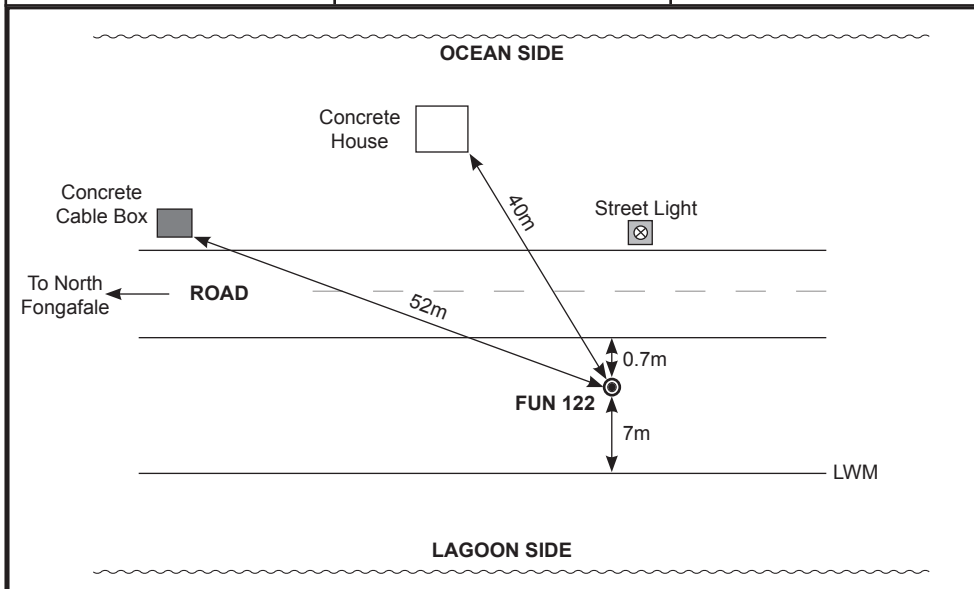 OCEAN SIDE
Concrete
House
Concrete
Cable Box
40m
Street Light
To North
Fongafale
ROAD
52m
0.7m
FUN 122
7m
LWM
LAGOON SIDE